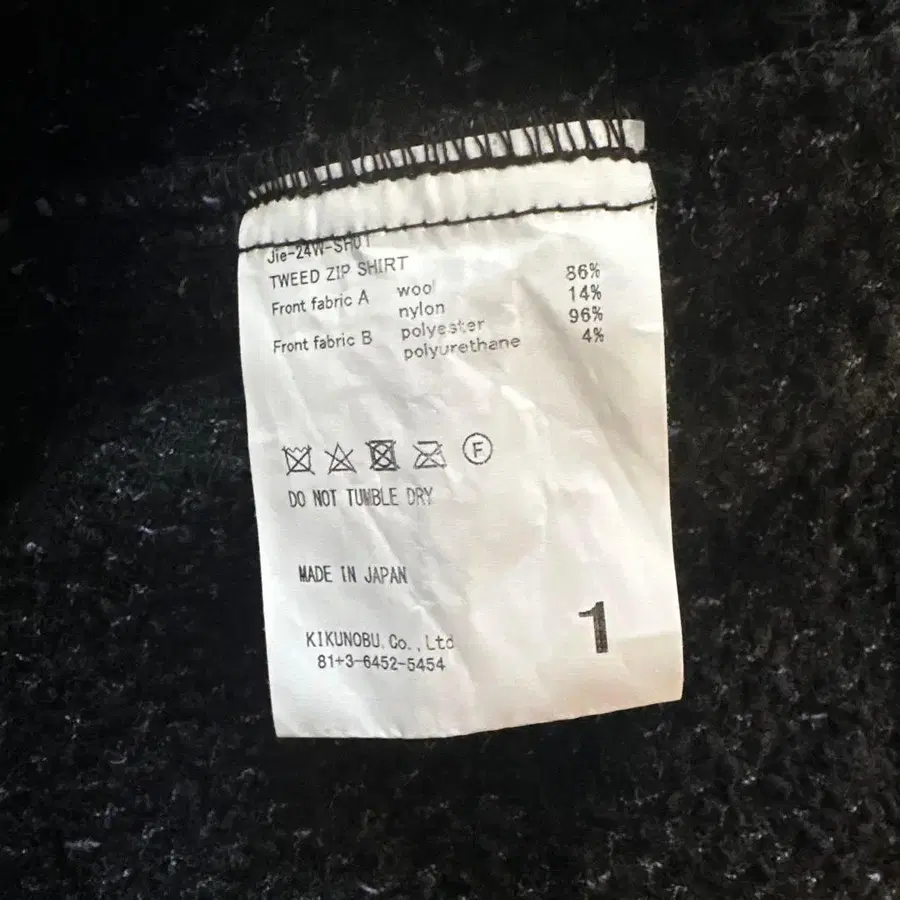 Jie-24W-SH01
TWEED ZIP SHIRT
Front fabric A wool 86%
nylon 14%
Front fabric B polyester 96%
polyurethane 4%
F
DO NOT TUMBLE DRY
MADE IN JAPAN
1
KIKUNOBU.Co.,Ltd
81+3-6452-5454